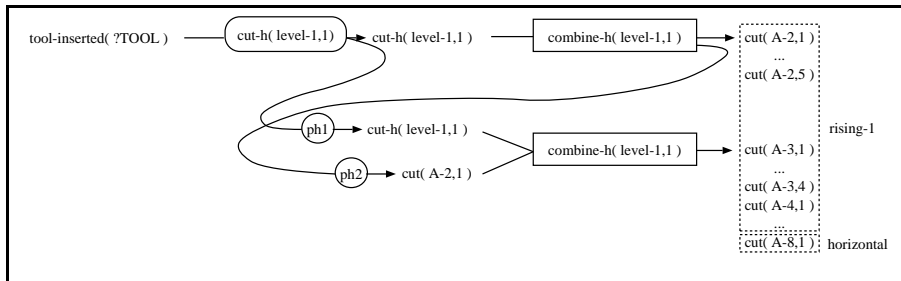 tool-inserted( ?TOOL ) cut-h( level-1,1) cut-h( level-1,1 ) combine-h( level-1,1 ) cut( A-2,1 )
...
cut( A-2,5 )
ph1 cut-h( level-1,1 ) rising-1
combine-h( level-1,1 ) cut( A-3,1 )
ph2 cut( A-2,1 ) ...
cut( A-3,4 )
cut( A-4,1 )
...
cut( A-8,1 ) horizontal